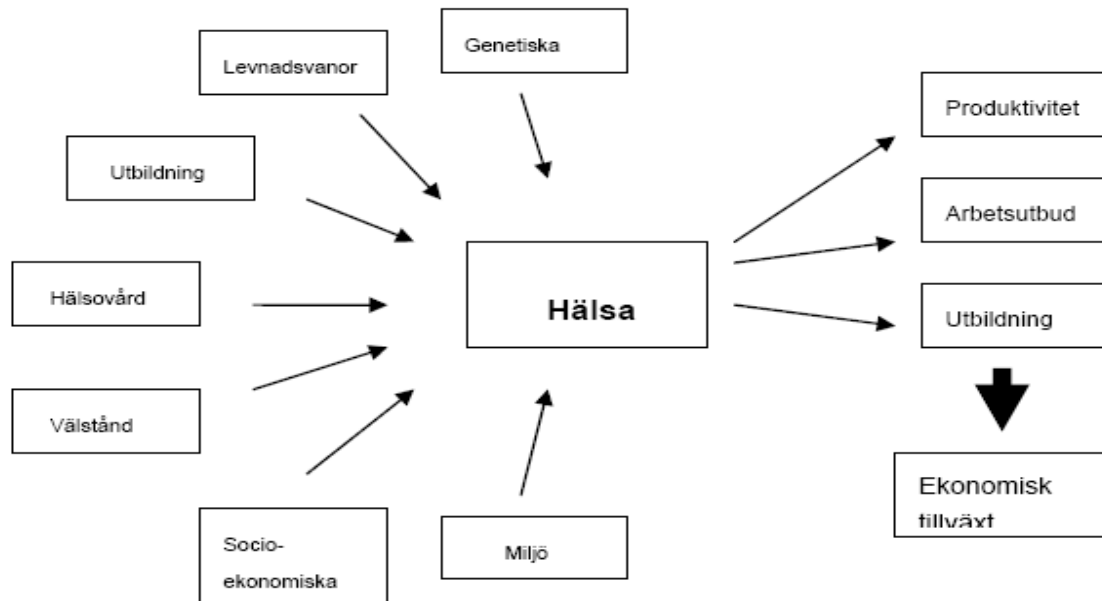 Genetiska
Levnadsvanor
Utbildning
Hälsovård
Välstånd
Socio-
ekonomiska
Miljö
Hälsa
Produktivitet
Arbetsutbud
Utbildning
Ekonomisk
tillväxt